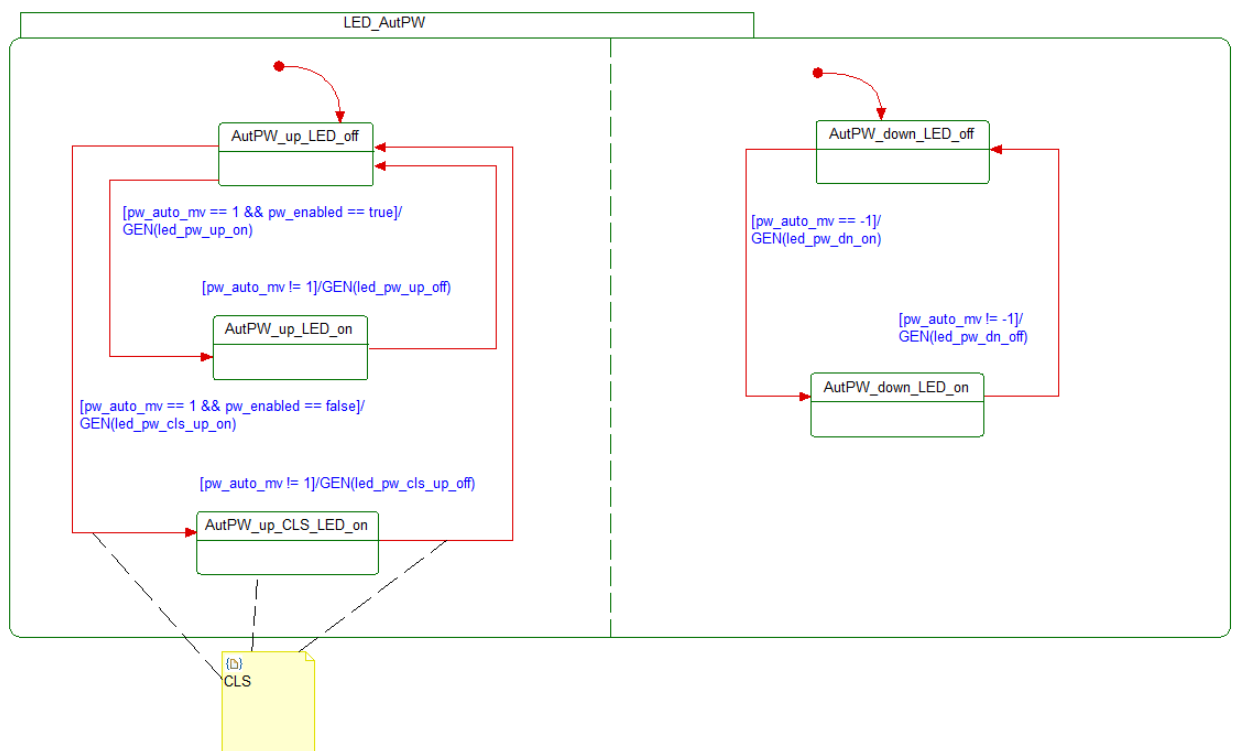 LED_AutPW
AutPW_up_LED_off
[pw_auto_mv == 1 && pw_enabled == true]/
GEN(led_pw_up_on)
[pw_auto_mv != 1]/GEN(led_pw_up_off)
AutPW_up_LED_on
[pw_auto_mv == 1 && pw_enabled == false]/
GEN(led_pw_cls_up_on)
[pw_auto_mv != 1]/GEN(led_pw_cls_up_off)
AutPW_up_CLS_LED_on
CLS
AutPW_down_LED_off
[pw_auto_mv == -1]/
GEN(led_pw_dn_on)
[pw_auto_mv != -1]/
GEN(led_pw_dn_off)
AutPW_down_LED_on